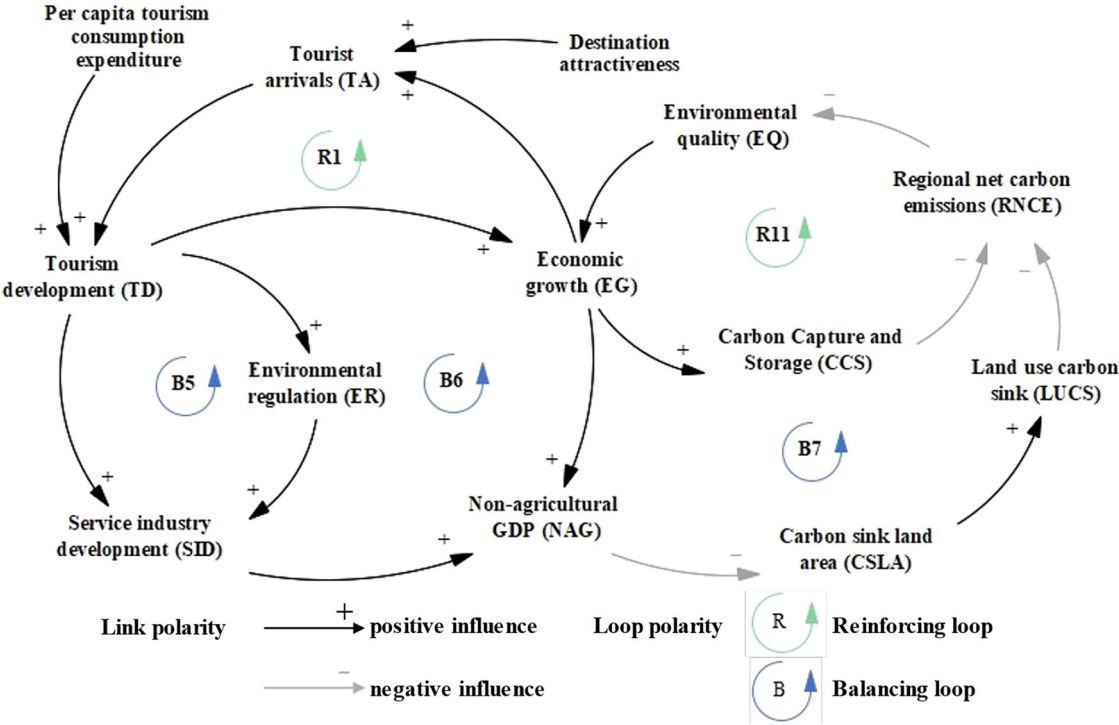 Per capita tourism
consumption
expenditure
+
Destination
attractiveness
Tourist
arrivals (TA)
+
Environmental
quality (EQ)
−
Regional net carbon
emissions (RNCE)
R1
+
+
+
+
R11
−
−
Tourism
development (TD)
Economic
growth (EG)
+
+
Carbon Capture and
Storage (CCS)
Land use carbon
sink (LUCS)
B5
Environmental
regulation (ER)
B6
+
B7
+
+
+
Non-agricultural
GDP (NAG)
Service industry
development (SID)
+
−
Carbon sink land
area (CSLA)
Link polarity
+
positive influence
Loop polarity
R
Reinforcing loop
−
negative influence
B
Balancing loop